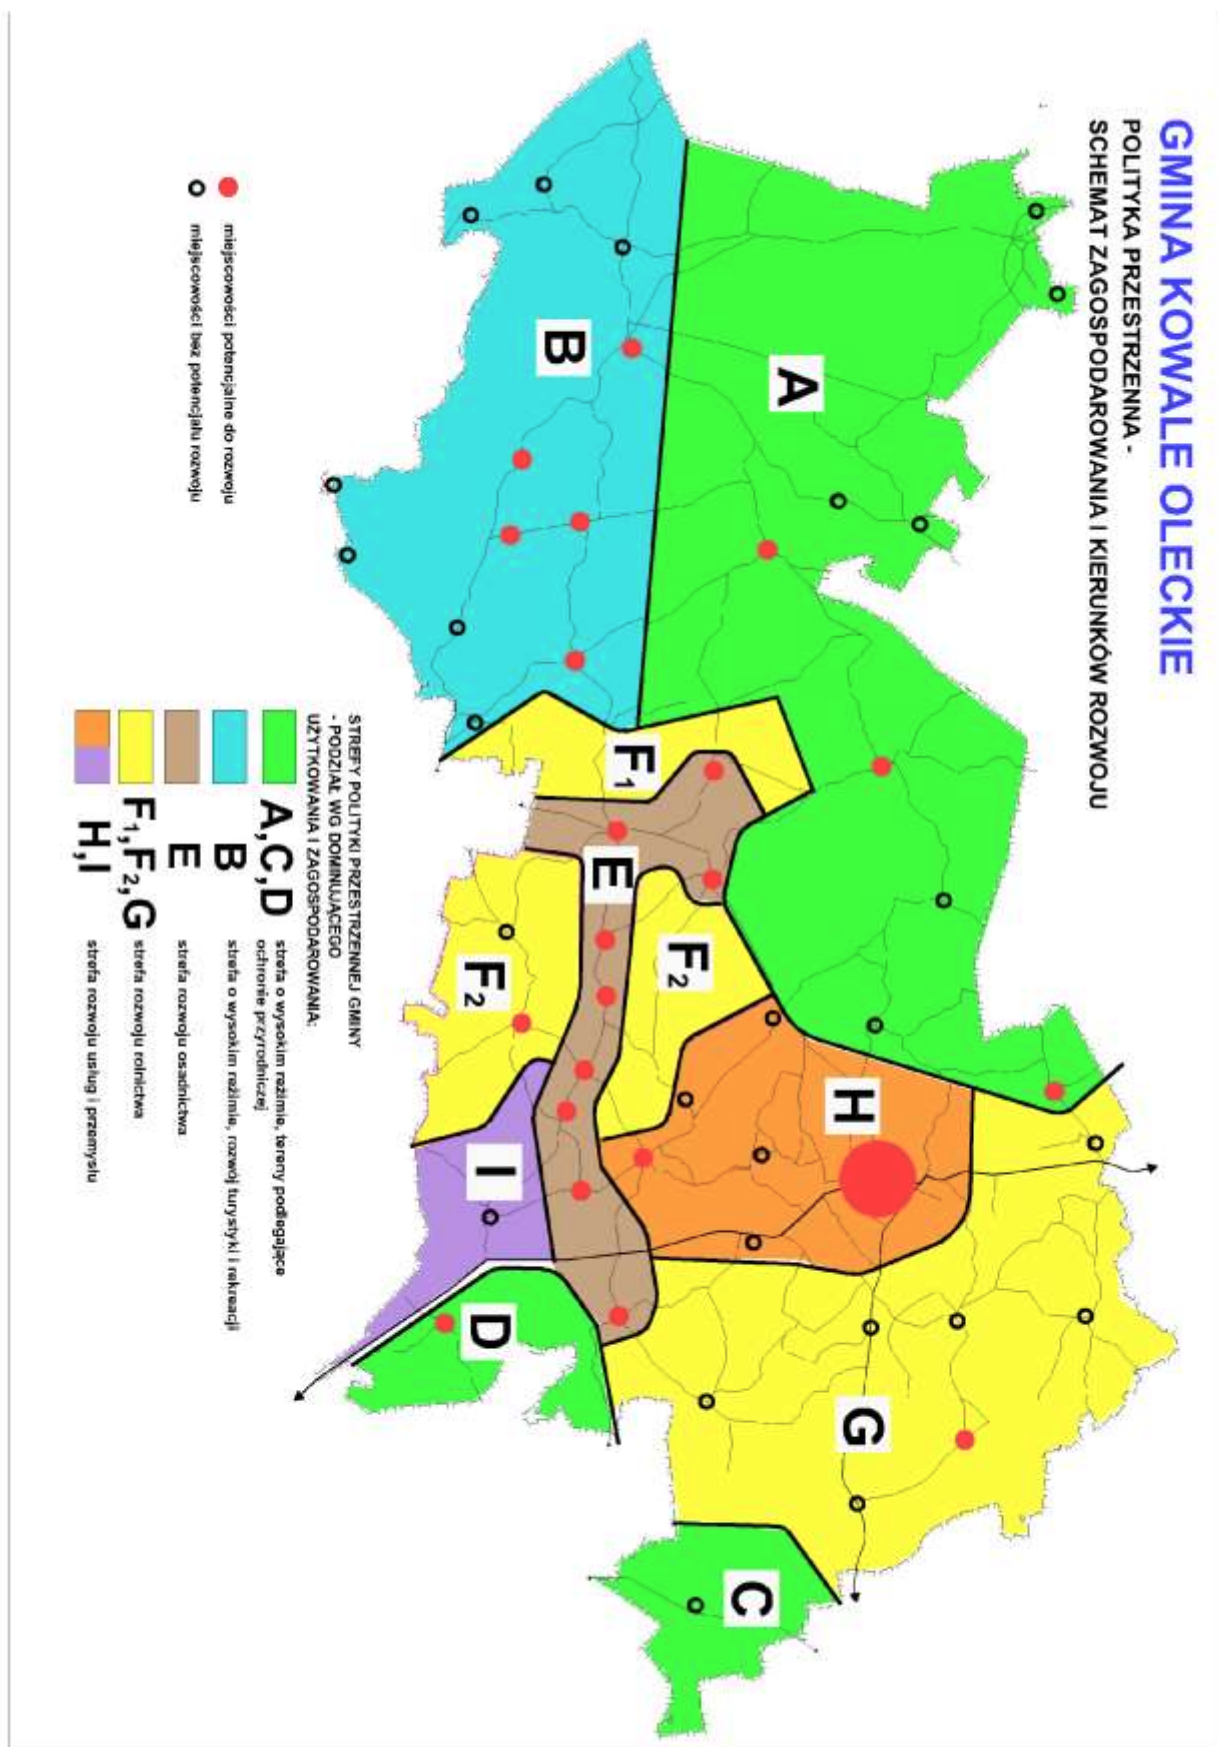 GMINA KOWALE OLECKIE
POLITYKA PRZESTRZENNA -
SCHEMAT ZAGOSPODAROWANIA I KIERUNKÓW ROZWOJU
A
B
F1
E
F2
F2
H
I
D
G
C
miejscowości potencjalne do rozwoju
miejscowości bez potencjału rozwoju
STREFY POLITYKI PRZESTRZENNEJ GMINY
- PODZIAŁ WG DOMINUJĄCEGO
UŻYTKOWANIA I ZAGOSPODAROWANIA:
A,C,D strefa o wysokim reżimie, tereny podlegające
ochronie przyrodniczej
B strefa o wysokim reżimie, rozwój turystyki i rekreacji
E strefa rozwoju osadnictwa
F1,F2,G strefa rozwoju rolnictwa
H,I strefa rozwoju usług i przemysłu